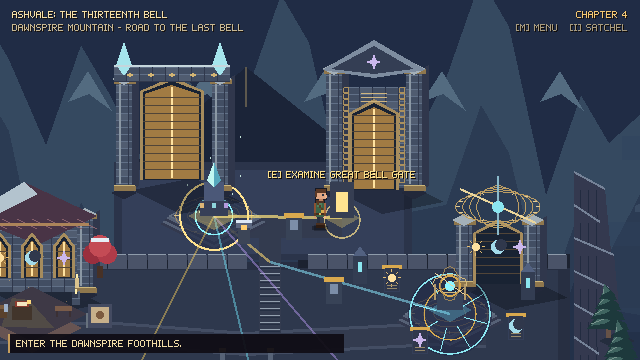 ASHVALE: THE THIRTEENTH BELL
DAWNSPIRE MOUNTAIN - ROAD TO THE LAST BELL
CHAPTER 4
[M] MENU [I] SATCHEL
[E] EXAMINE GREAT BELL GATE
ENTER THE DAWNSPIRE FOOTHILLS.